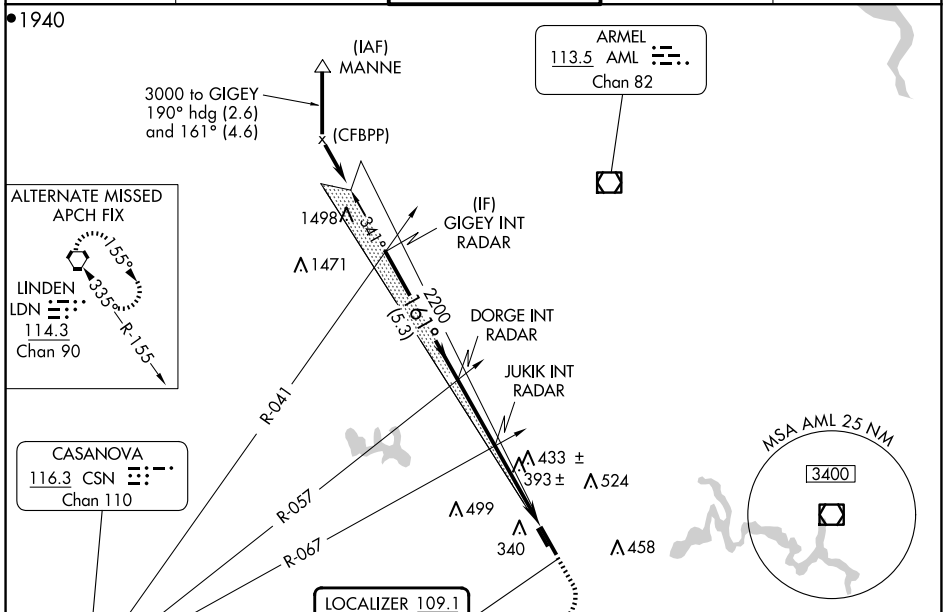 1940
(IAF)
MANNE
3000 to GIGEY
190° hdg (2.6)
and 161° (4.6)
(CFBPP)
ARMEL
113.5 AML
Chan 82
ALTERNATE MISSED
APCH FIX
155°
335°
R-155
LINDEN
LDN
114.3
Chan 90
1498
1471
341°
(IF)
GIGEY INT
RADAR
2200
161°
(5.3)
DORGE INT
RADAR
JUKIK INT
RADAR
R-041
R-057
R-067
CASANOVA
116.3 CSN
Chan 110
433 ±
393 ±
524
499
340
458
MSA AML 25 NM
3400
LOCALIZER 109.1